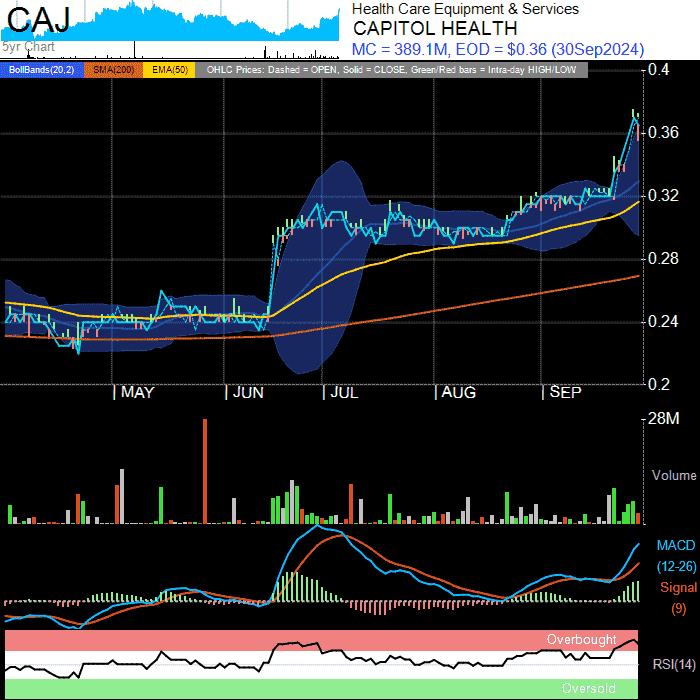 CAJ
5yr Chart
Health Care Equipment & Services
CAPITOL HEALTH
MC = 389.1M, EOD = $0.36 (30Sep2024)
BollBands(20,2) SMA(200) EMA(50) OHLC Prices: Dashed = OPEN, Solid = CLOSE, Green/Red bars = Intra-day HIGH/LOW
0.4
0.36
0.32
0.28
0.24
0.2
MAY JUN JUL AUG SEP
28M
Volume
MACD
(12-26)
Signal
(9)
Overbought
RSI(14)
Oversold